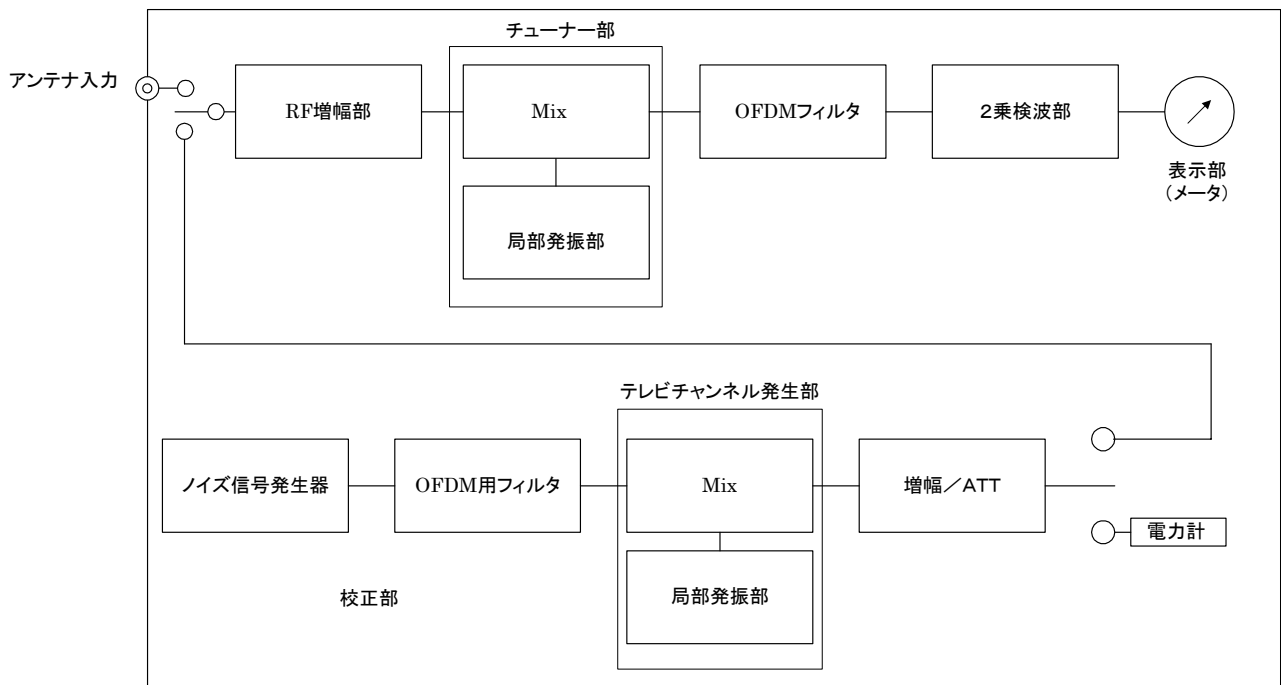 チューナー部
アンテナ入力
RF増幅部
Mix
OFDMフィルタ
2乗検波部
局部発振部
表示部
(メータ)
テレビチャンネル発生部
ノイズ信号発生器
OFDM用フィルタ
Mix
増幅/ATT
電力計
局部発振部
校正部